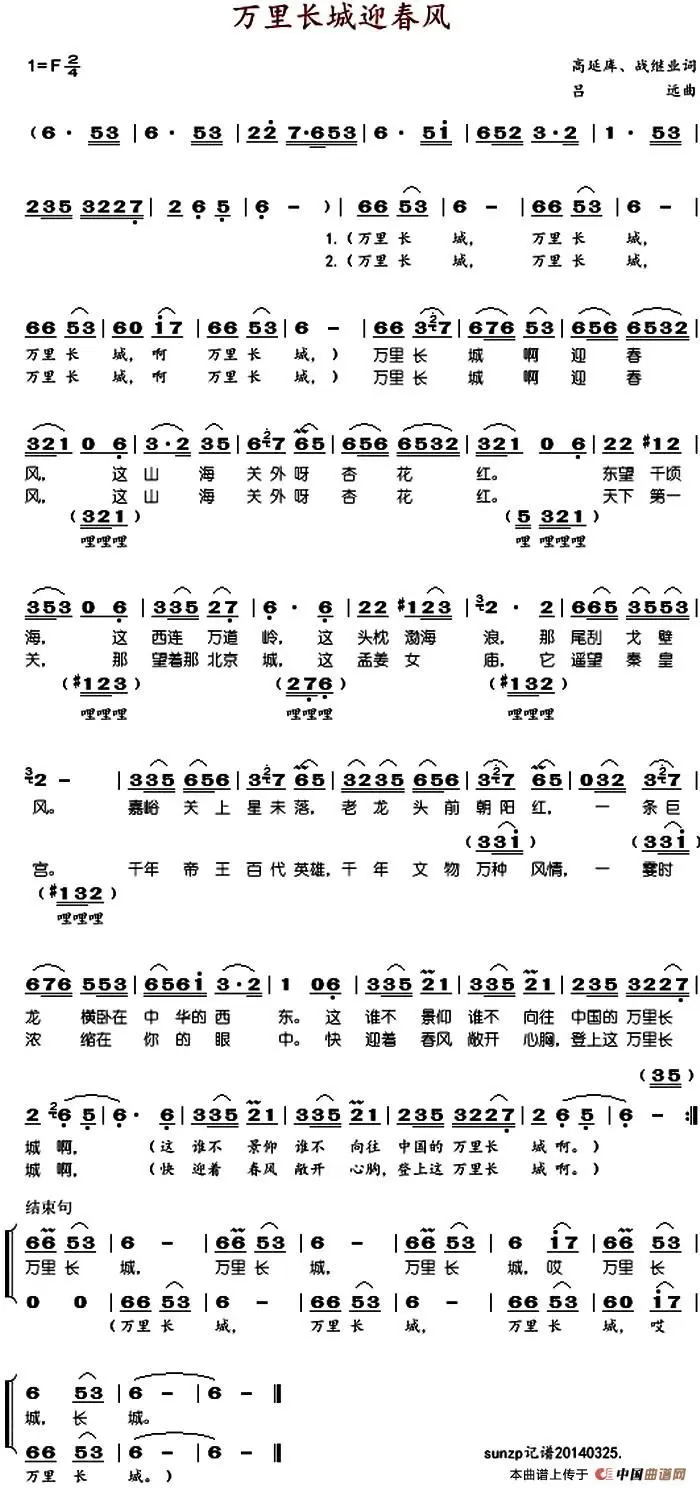 万里长城迎春风
1=F 2/4
高延库、战继业词
吕 远曲
(6· 53 | 6· 53 | 22 7·653 | 6· 51 | 652 3·2 | 1· 53 |
235 3227 | 2 6 5 | 6 - ) | 66 53 | 6 - | 66 53 | 6 - |
1.(万里 长 城, 万里 长 城,
2.(万里 长 城, 万里 长 城,
66 53 | 60 i7 | 66 53 | 6 - | 66 3 27 | 676 53 | 656 6532 |
万里 长 城,啊 万里 长 城,) 万里 长 城 啊 迎 春
万里 长 城,啊 万里 长 城,) 万里 长 城 啊 迎 春
321 0 6 | 3·2 35 | 6 27 65 | 656 6532 | 321 0 6 | 22 #12 |
风, 这 山 海 关 外 呀 杏 花 红。 东望 千顷
风, 这 山 海 关 外 呀 杏 花 红。 天下 第一
(321) (5 321)
哩哩哩 哩 哩哩哩
353 0 6 | 335 27 | 6 · 6 | 22 #123 | 32 · 2 | 665 3553 |
海, 这 西连 万道 岭, 这 头枕 渤海 浪, 那 尾刮 戈壁
关, 那 望着那 北京 城, 这 孟姜 女 庙, 它 遥望 秦皇
(#123) (276) (#132)
哩哩哩 哩哩哩 哩哩哩
32 - | 335 656 | 3 27 65 | 3235 656 | 3 27 65 | 032 3 27 |
风。 嘉峪 关 上 星 未 落, 老 龙 头 前 朝 阳 红, 一 条 巨
(33i) (33i)
宫。 千年 帝 王 百代 英雄,千 年 文 物 万种 风情, 一 霎时
(#132)
哩哩哩
676 553 | 656i 3·2 | 1 06 | 335 21 | 335 21 | 235 3227 |
龙 横卧在 中 华的 西 东。 这 谁不 景仰 谁不 向往 中国的 万里长
浓 缩在 你 的 眼 中。 快 迎着 春风 敞开 心胸,登上这 万里长
(35)
2 26 5 | 6· 6 | 335 21 | 335 21 | 235 3227 | 2 6 5 | 6 - :||
城 啊, (这 谁不 景仰 谁不 向往 中国的 万里长 城 啊。)
城 啊, (快 迎着 春风 敞开 心胸,登上这 万里长 城 啊。)
结束句
66 53 | 6 - | 66 53 | 6 - | 66 53 | 6 i7 | 66 53 |
万里 长 城, 万里 长 城, 万里 长 城,哎 万里 长
0 0 | 66 53 | 6 - | 66 53 | 6 - | 66 53 | 60 i7 |
(万里 长 城, 万里 长 城, 万里 长 城, 哎
6 53 | 6 - | 6 - ||
城,长 城。
66 53 | 6 - | 6 - ||
万里 长 城。)
sunzp记谱20140325.
本曲谱上传于 中国曲谱网